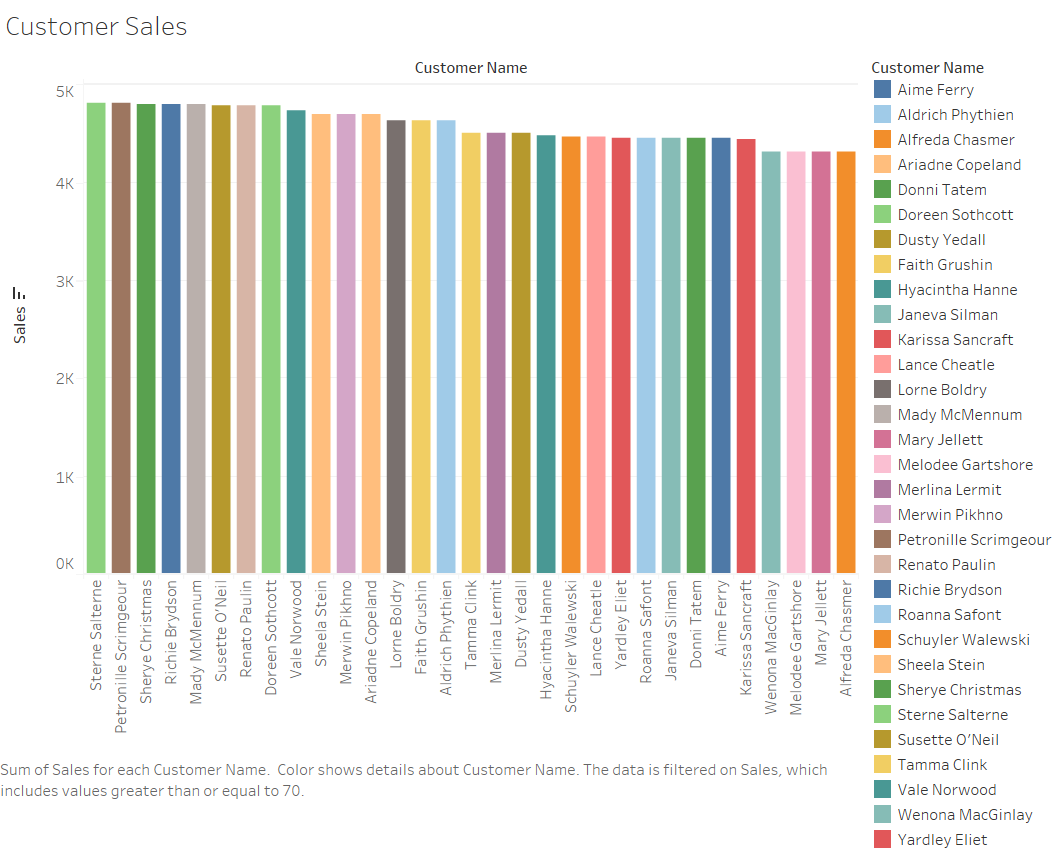 Customer Sales
Customer Name
5K
4K
3K
2K
1K
0K
Sales
Sterne Salterne
Petronille Scrimgeour
Sherye Christmas
Richie Brydson
Mady McMennum
Susette O'Neil
Renato Paulin
Doreen Sothcott
Vale Norwood
Sheela Stein
Merwin Pikhno
Ariadne Copeland
Lorne Boldry
Faith Grushin
Aldrich Phythien
Tamma Clink
Merlina Lermit
Dusty Yedall
Hyacintha Hanne
Schuyler Walewski
Lance Cheatle
Yardley Eliet
Roanna Safont
Janeva Silman
Donni Tatem
Aime Ferry
Karissa Sancraft
Wenona MacGinlay
Melodee Gartshore
Mary Jellett
Alfreda Chasmer
Sum of Sales for each Customer Name.  Color shows details about Customer Name. The data is filtered on Sales, which
includes values greater than or equal to 70.
Customer Name
Aime Ferry
Aldrich Phythien
Alfreda Chasmer
Ariadne Copeland
Donni Tatem
Doreen Sothcott
Dusty Yedall
Faith Grushin
Hyacintha Hanne
Janeva Silman
Karissa Sancraft
Lance Cheatle
Lorne Boldry
Mady McMennum
Mary Jellett
Melodee Gartshore
Merlina Lermit
Merwin Pikhno
Petronille Scrimgeour
Renato Paulin
Richie Brydson
Roanna Safont
Schuyler Walewski
Sheela Stein
Sherye Christmas
Sterne Salterne
Susette O'Neil
Tamma Clink
Vale Norwood
Wenona MacGinlay
Yardley Eliet